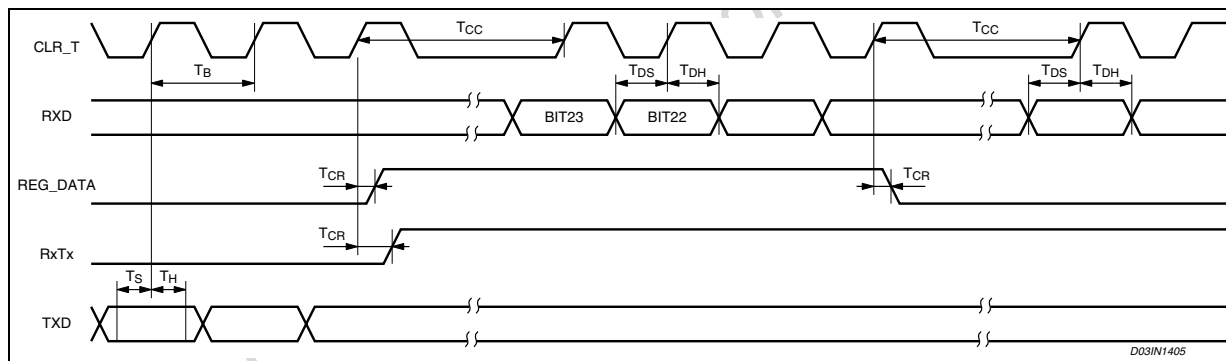 CLR_T
TCC
TCC
TB
TDS
TDH
TDS
TDH
RXD
BIT23
BIT22
TCR
TCR
REG_DATA
TCR
RxTx
TS
TH
TXD
D03IN1405